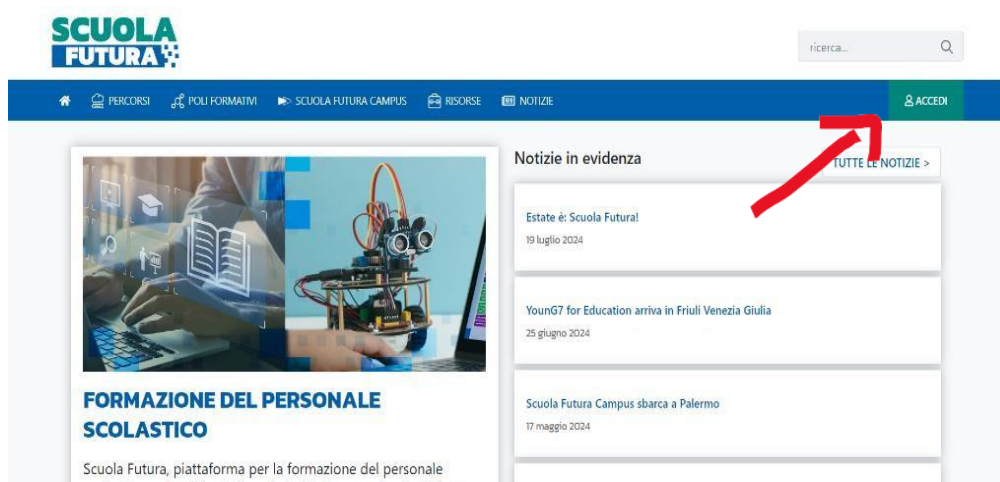 SCUOLA
FUTURA
ricerca...
PERCORSI POLI FORMATIVI SCUOLA FUTURA CAMPUS RISORSE NOTIZIE ACCEDI
Notizie in evidenza
TUTTE LE NOTIZIE >
Estate è: Scuola Futura!
19 luglio 2024
YounG7 for Education arriva in Friuli Venezia Giulia
25 giugno 2024
FORMAZIONE DEL PERSONALE
SCOLASTICO
Scuola Futura Campus sbarca a Palermo
17 maggio 2024
Scuola Futura, piattaforma per la formazione del personale